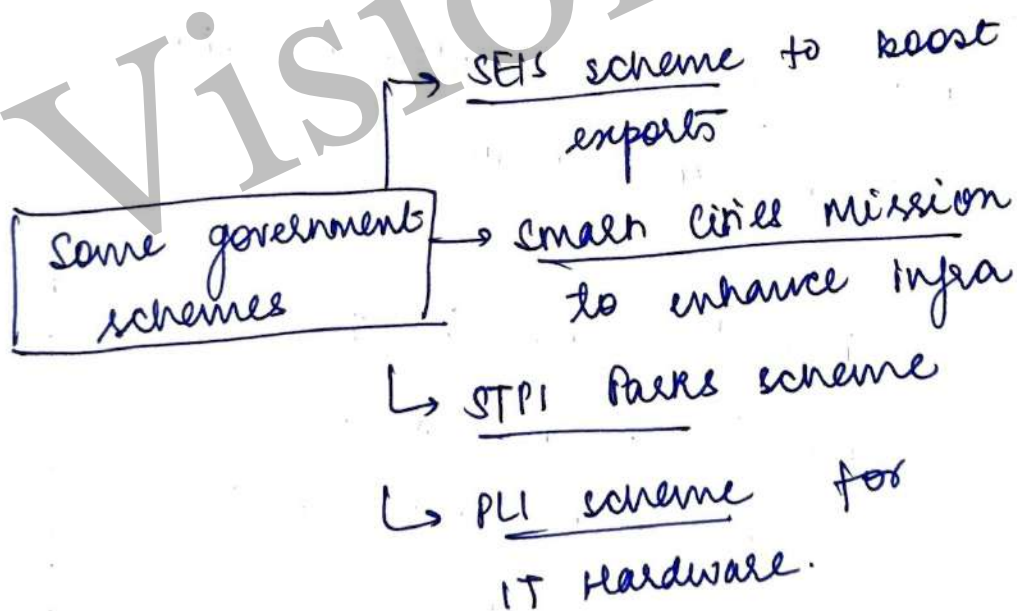 Vision
SEIS scheme to boost
exports
Some government
schemes
Smart Cities Mission
to enhance infra
STPI Parks scheme
PLI scheme for
IT Hardware.